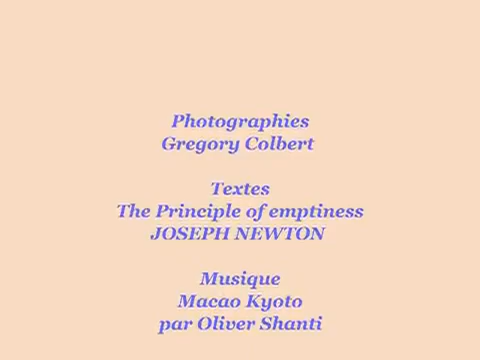 Photographies
Gregory Colbert
Textes
The Principle of emptiness
JOSEPH NEWTON
Musique
Macao Kyoto
par Oliver Shanti